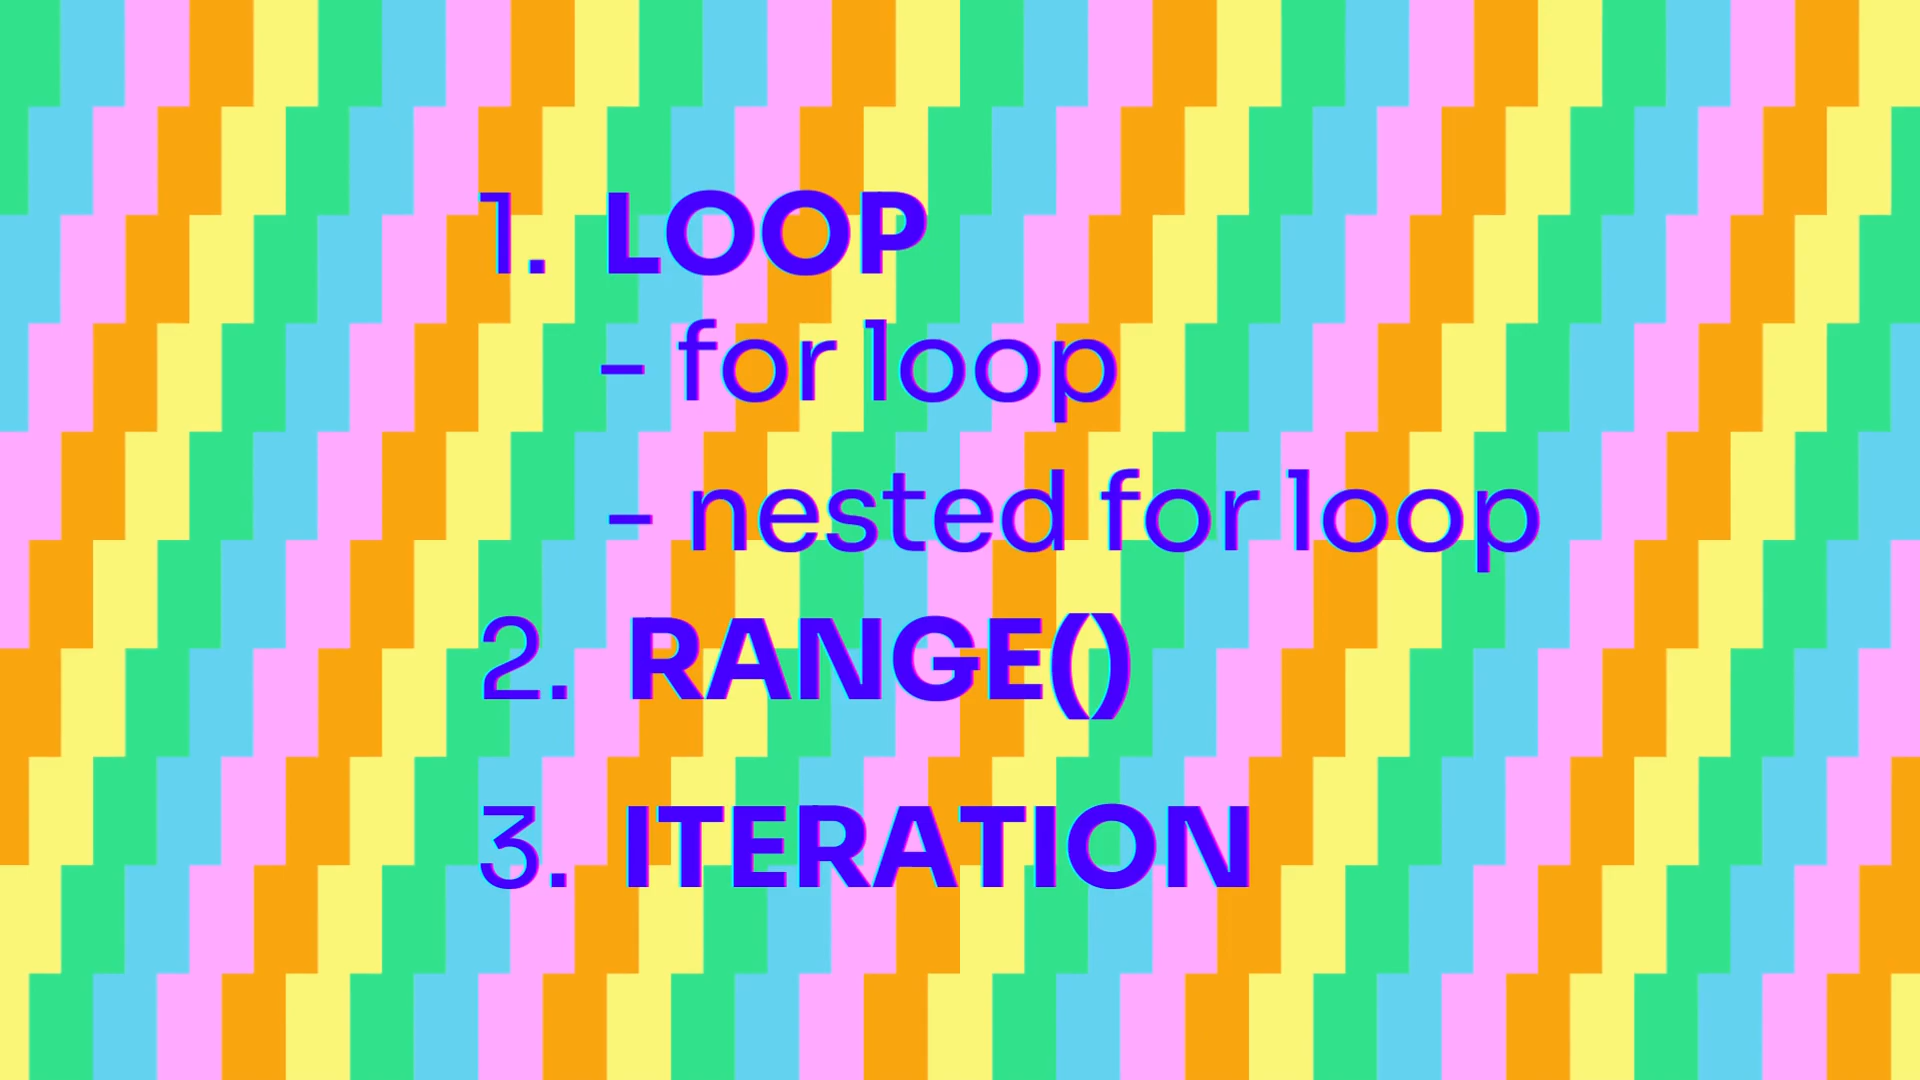 1. LOOP
- for loop
- nested for loop
2. RANGE()
3. ITERATION